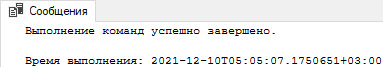 Сообщения
Выполнение команд успешно завершено.
Время выполнения: 2021-12-10T05:05:07.1750651+03:00